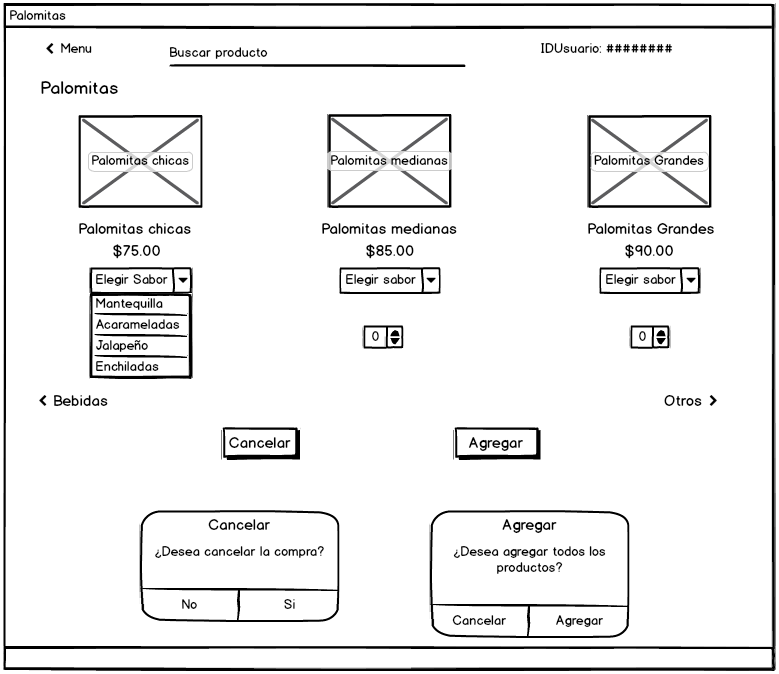 Palomitas
Menu
Buscar producto
IDUsuario: ########
Palomitas
Palomitas chicas
Palomitas medianas
Palomitas Grandes
Palomitas chicas
Palomitas medianas
Palomitas Grandes
$75.00
$85.00
$90.00
Elegir Sabor
Elegir sabor
Elegir sabor
Mantequilla
Acarameladas
Jalapeño
Enchiladas
0
0
Bebidas
Otros
Cancelar
Agregar
Cancelar
¿Desea cancelar la compra?
No
Si
Agregar
¿Desea agregar todos los
productos?
Cancelar
Agregar